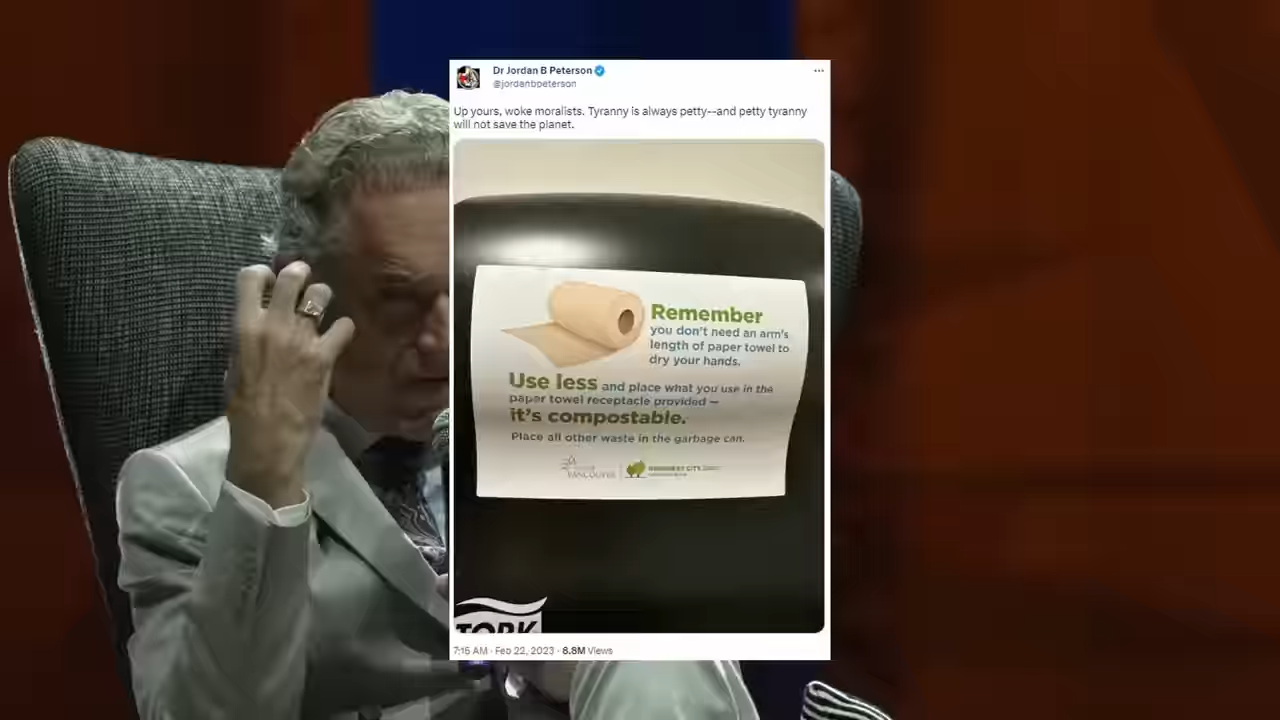 Dr Jordan B Peterson
@jordanbpeterson
Up yours, woke moralists. Tyranny is always petty--and petty tyranny
will not save the planet.
Remember
you don't need an arm's
length of paper towel to
dry your hands.
Use less and place what you use in the
paper towel receptacle provided –
it's compostable.
Place all other waste in the garbage can.
VANCOUVER
TORK
7:15 AM · Feb 22, 2023 · 8.8M Views